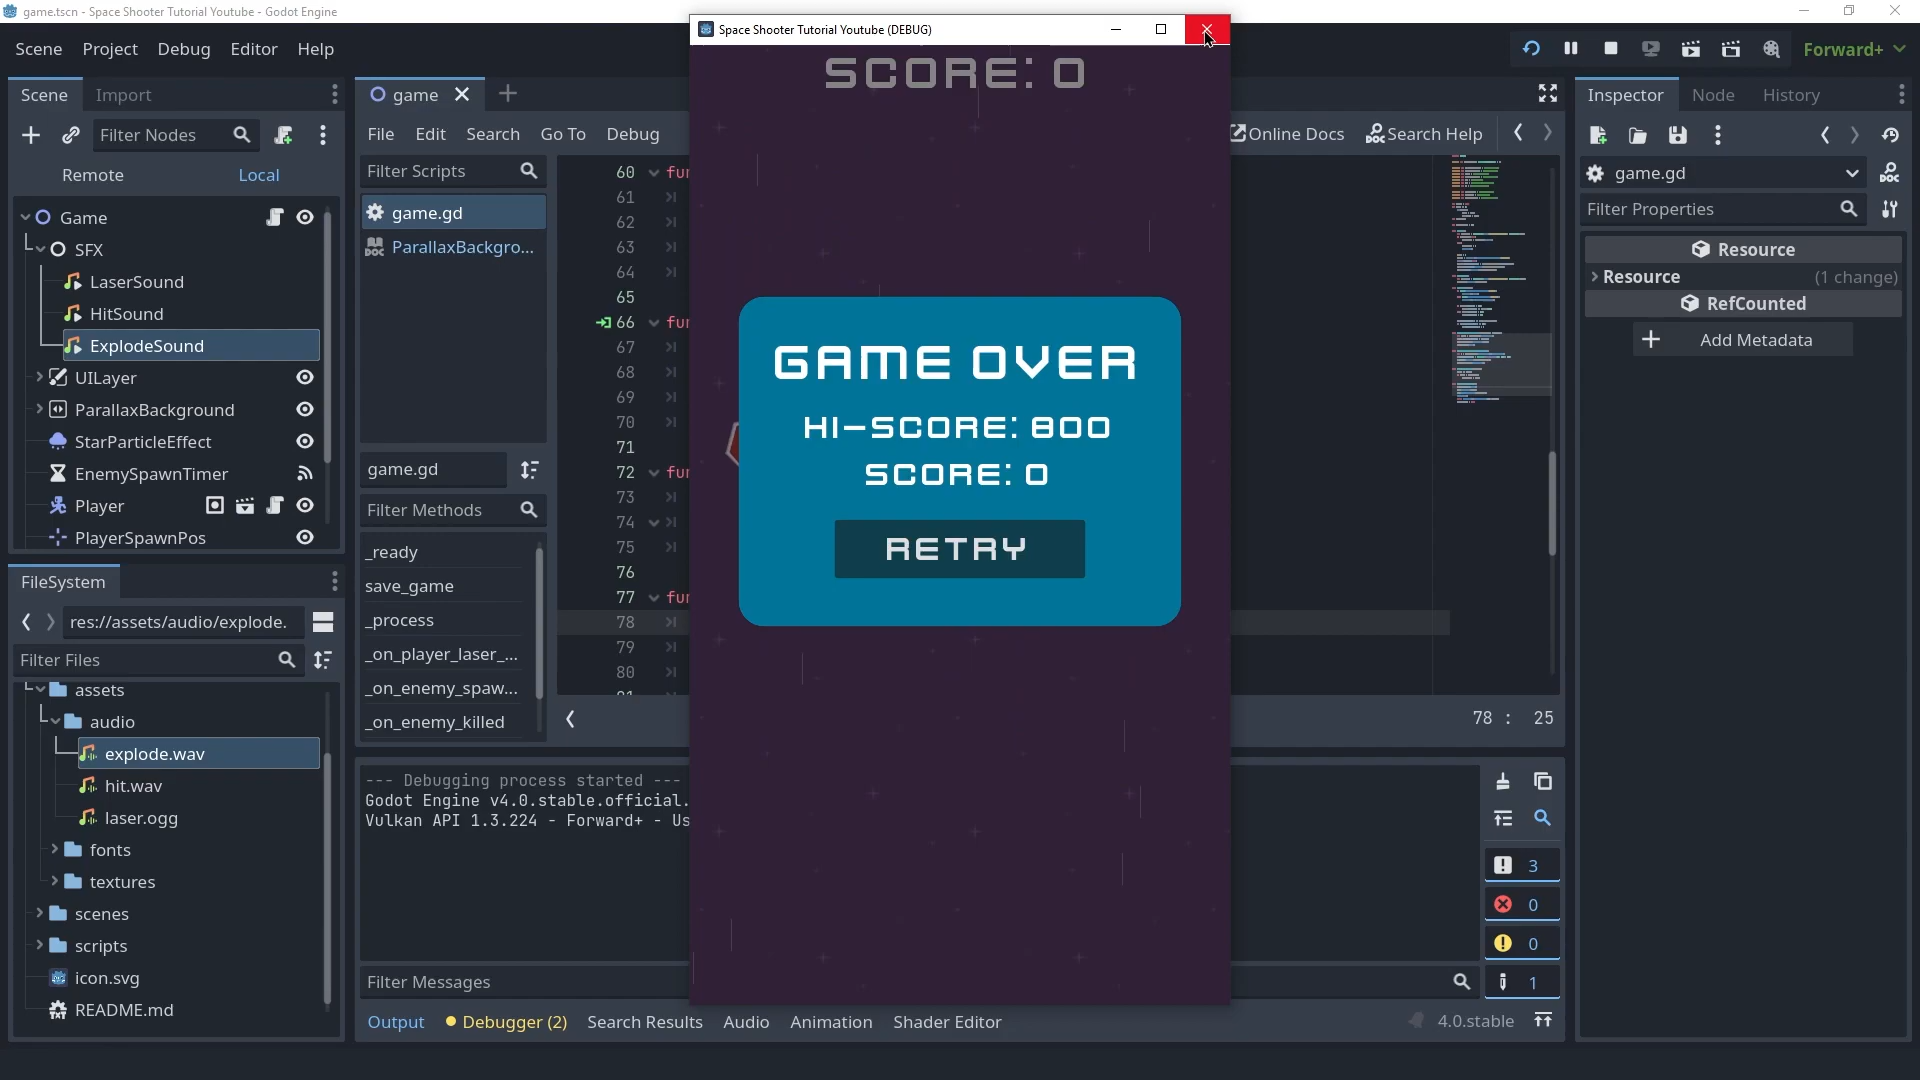 game.tscn - Space Shooter Tutorial Youtube - Godot Engine
Space Shooter Tutorial Youtube (DEBUG)
Scene Project Debug Editor Help
Forward+
SCORE: 0
Scene Import
game
Inspector Node History
Filter Nodes
File Edit Search Go To Debug
Online Docs Search Help
Remote Local
Filter Scripts
game.gd
Filter Properties
Game
SFX
LaserSound
HitSound
ExplodeSound
UILayer
ParallaxBackground
StarParticleEffect
EnemySpawnTimer
Player
PlayerSpawnPos
game.gd
ParallaxBackgro...
game.gd
Filter Methods
_ready
save_game
_process
_on_player_laser_...
_on_enemy_spaw...
_on_enemy_killed
60 fur
61
62
63
64
65
66 fur
67
68
69
70
71
72 fur
73
74
75
76
77 fur
78
79
80
78 : 25
GAME OVER
HI-SCORE: 800
SCORE: 0
RETRY
Resource
Resource (1 change)
RefCounted
Add Metadata
FileSystem
res://assets/audio/explode.
Filter Files
assets
audio
explode.wav
hit.wav
laser.ogg
fonts
textures
scenes
scripts
icon.svg
README.md
--- Debugging process started ---
Godot Engine v4.0.stable.official.
Vulkan API 1.3.224 - Forward+ - Us
3
0
0
1
Filter Messages
Output Debugger (2) Search Results Audio Animation Shader Editor
4.0.stable